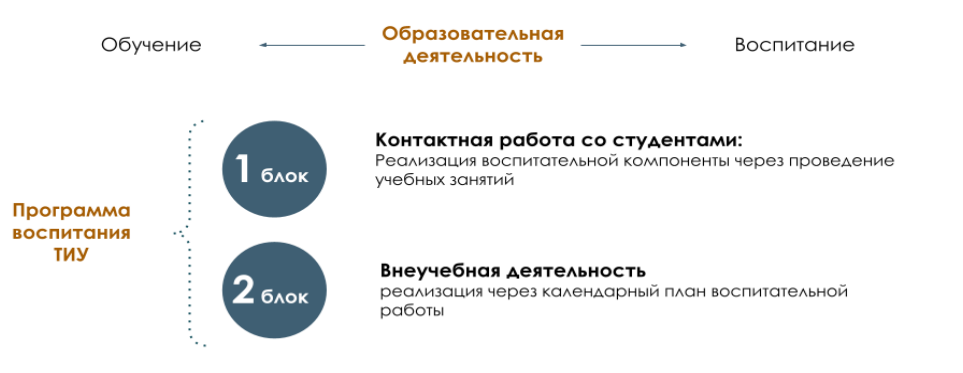 Обучение
Образовательная
деятельность
Воспитание
Программа
воспитания
ТИУ
1 блок
Контактная работа со студентами:
Реализация воспитательной компоненты через проведение
учебных занятий
2 блок
Внеучебная деятельность
реализация через календарный план воспитательной
работы